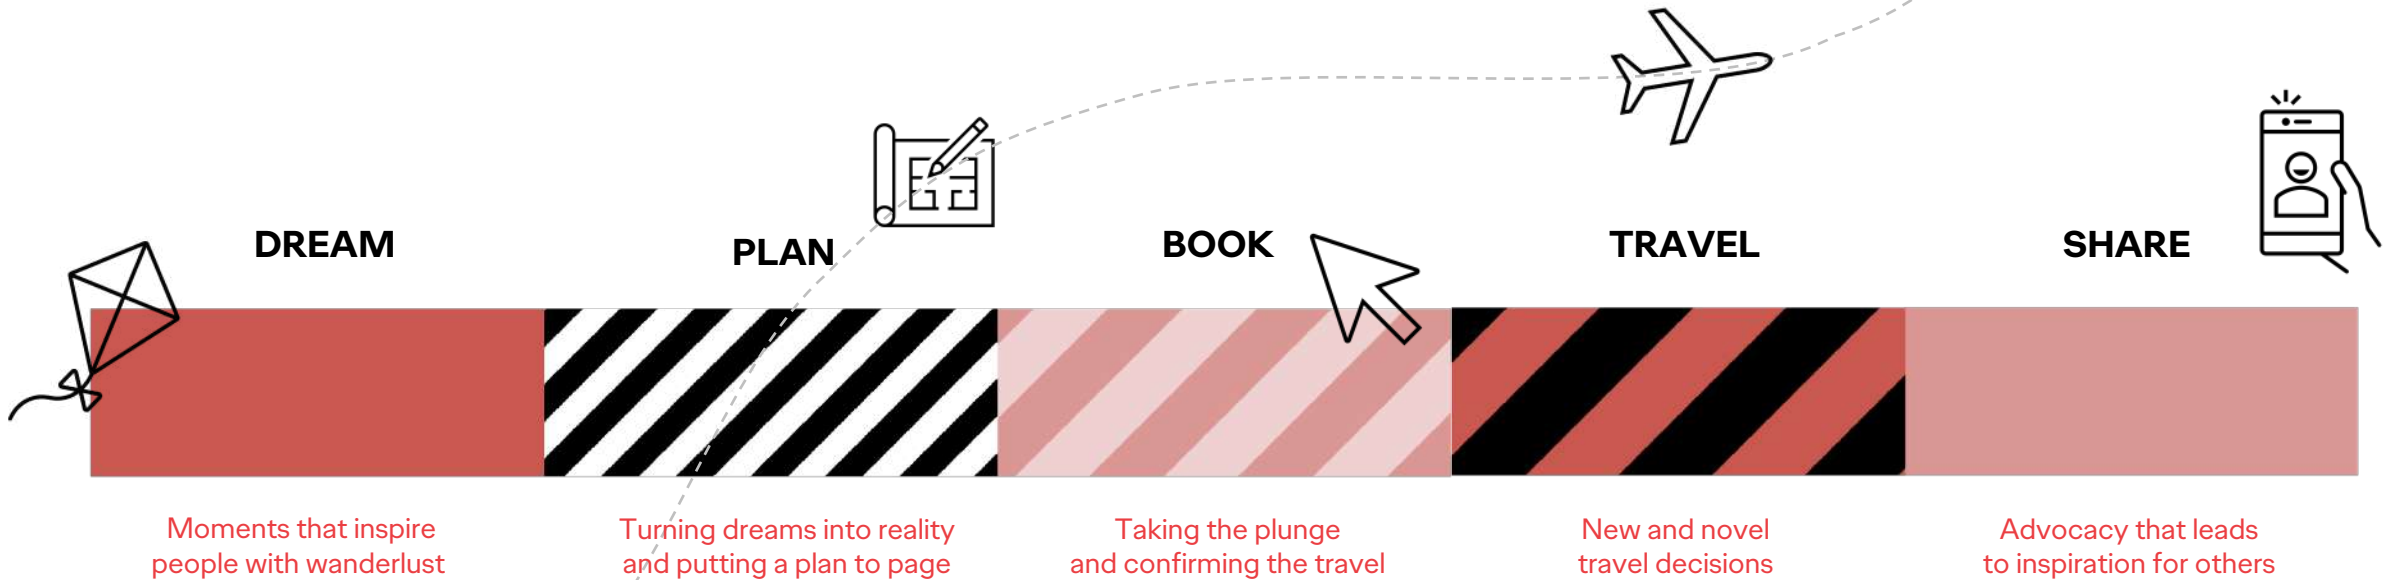 DREAM
PLAN
BOOK
TRAVEL
SHARE
Moments that inspire
people with wanderlust
Turning dreams into reality
and putting a plan to page
Taking the plunge
and confirming the travel
New and novel
travel decisions
Advocacy that leads
to inspiration for others